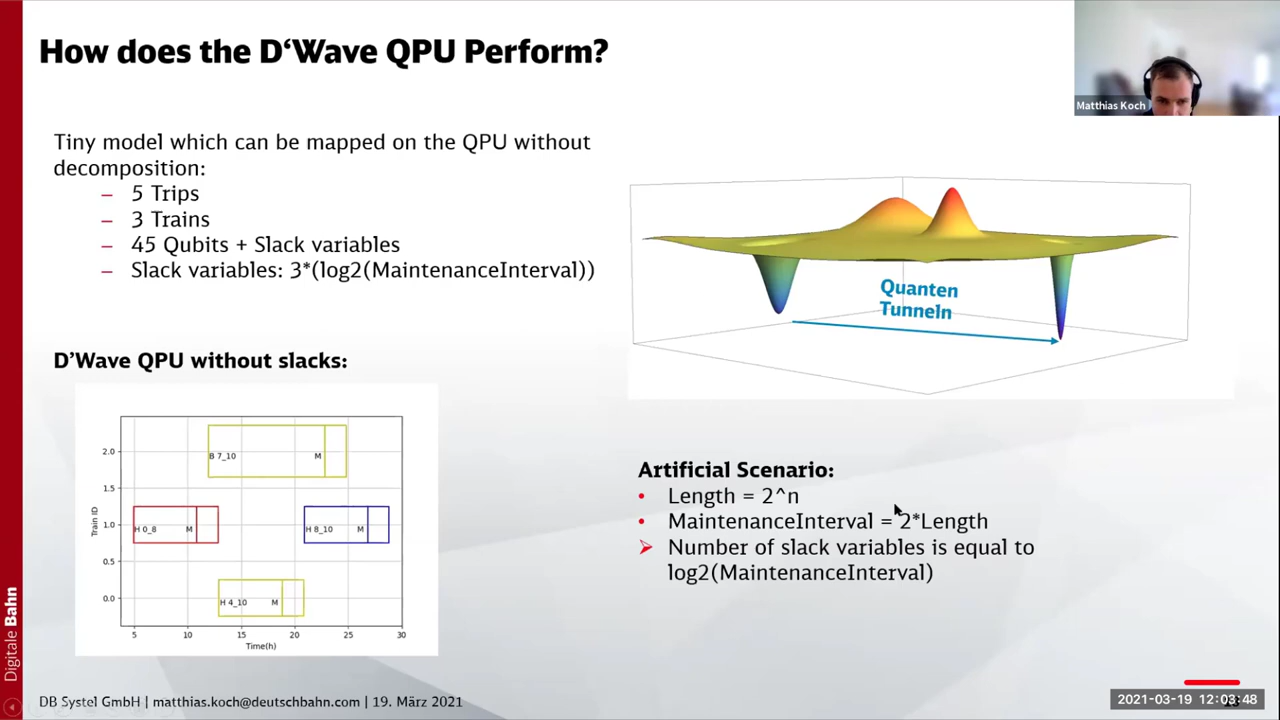 How does the D‘Wave QPU Perform?
Matthias Koch
Tiny model which can be mapped on the QPU without
decomposition:
– 5 Trips
– 3 Trains
– 45 Qubits + Slack variables
– Slack variables: 3*(log2(MaintenanceInterval))
Quanten
Tunneln
D’Wave QPU without slacks:
2.0
1.5
1.0
0.5
0.0
Train ID
B 7_10 M
H 0_8 M
H 8_10 M
H 4_10 M
5 10 15 20 25 30
Time(h)
Artificial Scenario:
• Length = 2^n
• MaintenanceInterval = 2*Length
➢ Number of slack variables is equal to
log2(MaintenanceInterval)
Digitale Bahn
DB Systel GmbH | matthias.koch@deutschbahn.com | 19. März 2021
2021-03-19 12:03:48